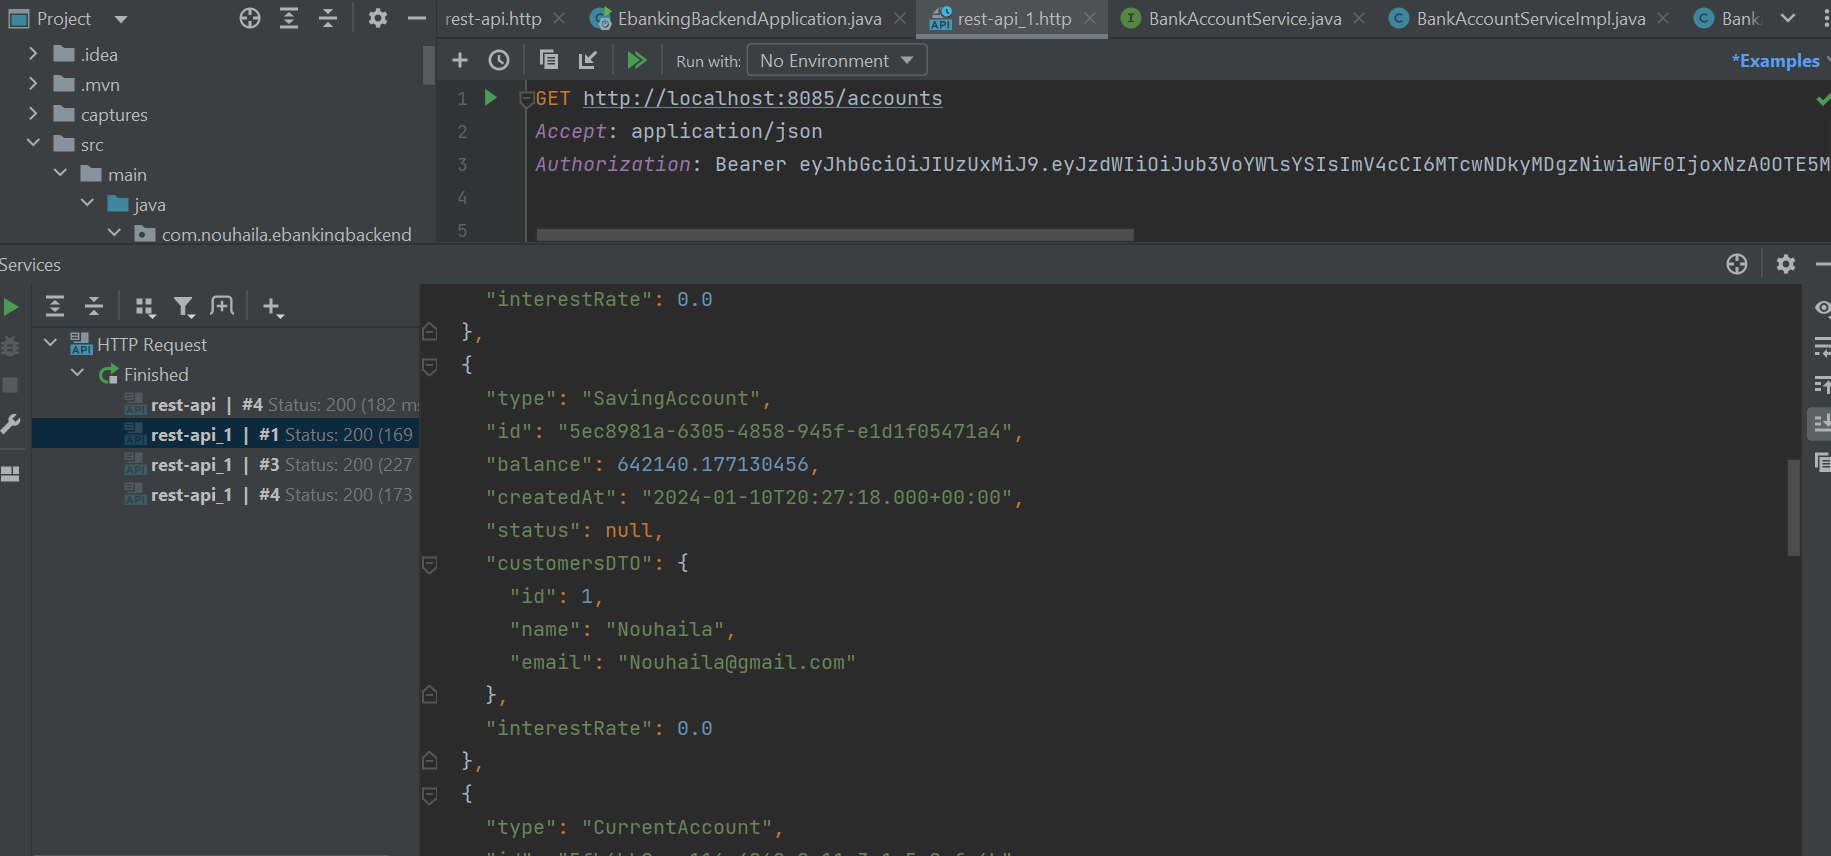 Project
rest-api.http
EbankingBackendApplication.java
rest-api_1.http
BankAccountService.java
BankAccountServiceImpl.java
Bank
.idea
.mvn
captures
src
main
java
com.nouhaila.ebankingbackend
Run with: No Environment
*Examples
1 GET http://localhost:8085/accounts
2 Accept: application/json
3 Authorization: Bearer eyJhbGciOiJIUzUxMiJ9.eyJzdWIiOiJub3VoYWlsYSIsImV4cCI6MTcwNDkyMDgzNiwiaWF0IjoxNzA0OTE5M
4
5
Services
HTTP Request
Finished
rest-api | #4 Status: 200 (182 ms
rest-api_1 | #1 Status: 200 (169
rest-api_1 | #3 Status: 200 (227
rest-api_1 | #4 Status: 200 (173
"interestRate": 0.0
},
{
"type": "SavingAccount",
"id": "5ec8981a-6305-4858-945f-e1d1f05471a4",
"balance": 642140.177130456,
"createdAt": "2024-01-10T20:27:18.000+00:00",
"status": null,
"customersDTO": {
"id": 1,
"name": "Nouhaila",
"email": "Nouhaila@gmail.com"
},
"interestRate": 0.0
},
{
"type": "CurrentAccount",